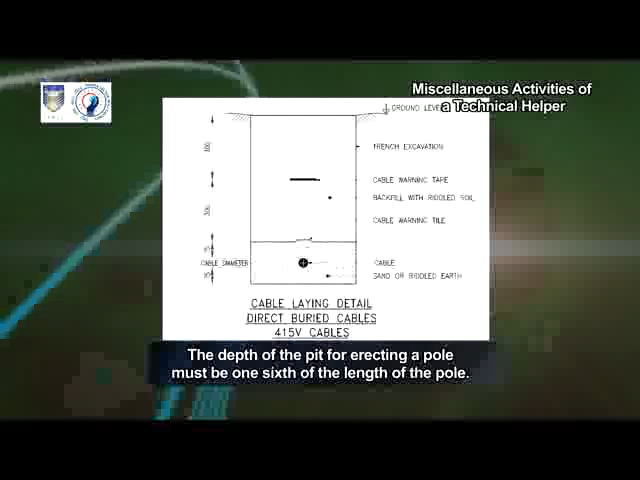 Miscellaneous Activities of
a Technical Helper
GROUND LEVEL
TRENCH EXCAVATION
CABLE WARNING TAPE
BACKFILL WITH RIDDLED SOIL
CABLE WARNING TILE
CABLE DIAMETER
CABLE
SAND OR RIDDLED EARTH
CABLE LAYING DETAIL
DIRECT BURIED CABLES
415V CABLES
The depth of the pit for erecting a pole
must be one sixth of the length of the pole.